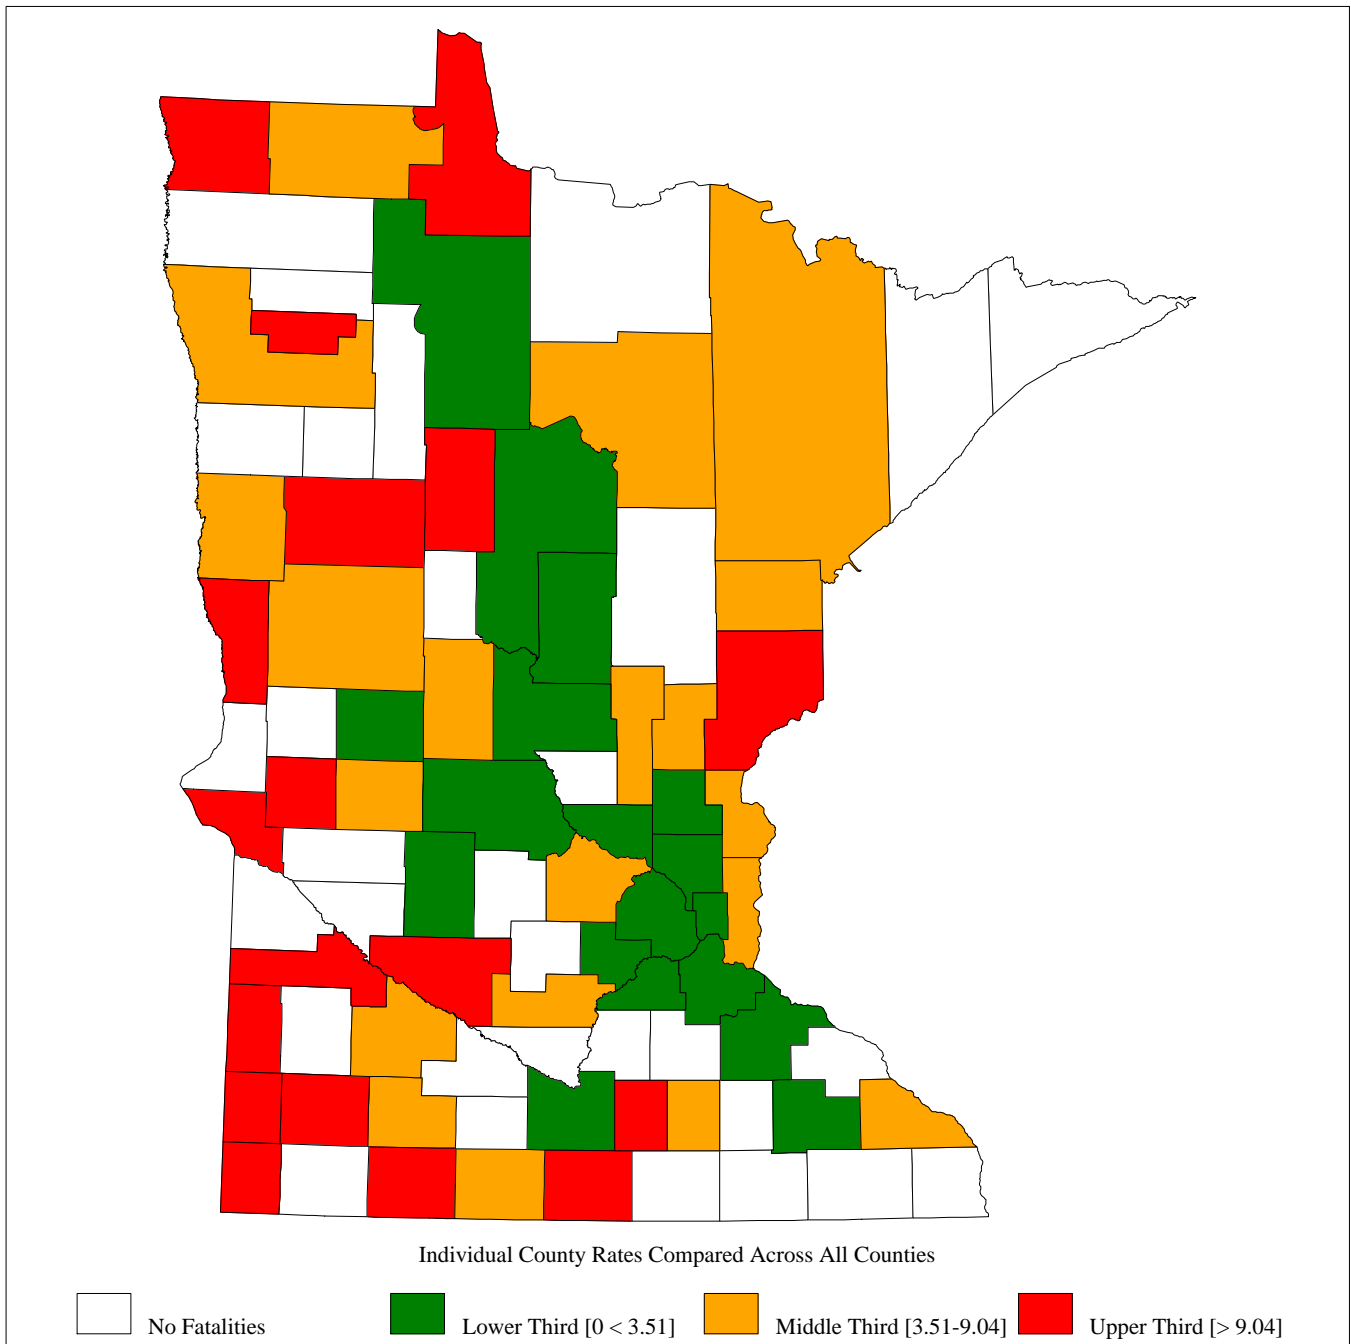 Individual County Rates Compared Across All Counties
No Fatalities Lower Third [0 < 3.51] Middle Third [3.51-9.04] Upper Third [> 9.04]